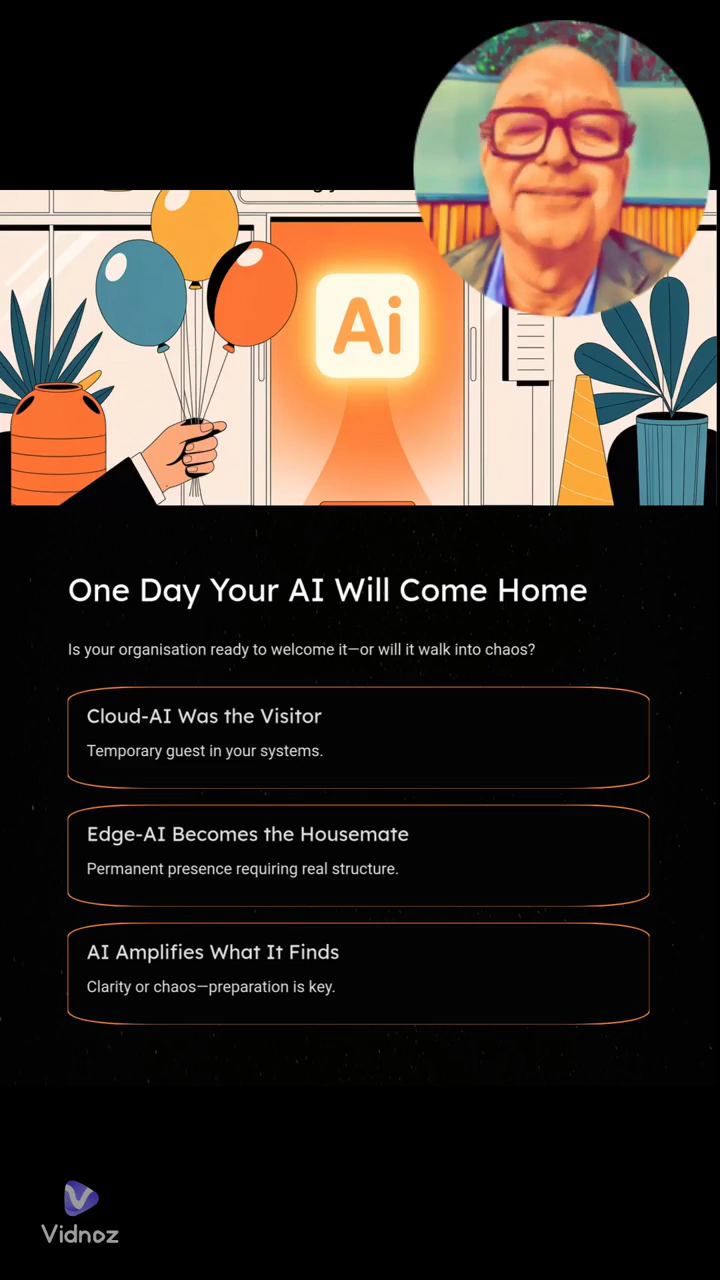 Ai
One Day Your AI Will Come Home
Is your organisation ready to welcome it—or will it walk into chaos?
Cloud-AI Was the Visitor
Temporary guest in your systems.
Edge-AI Becomes the Housemate
Permanent presence requiring real structure.
AI Amplifies What It Finds
Clarity or chaos—preparation is key.
Vidnoz